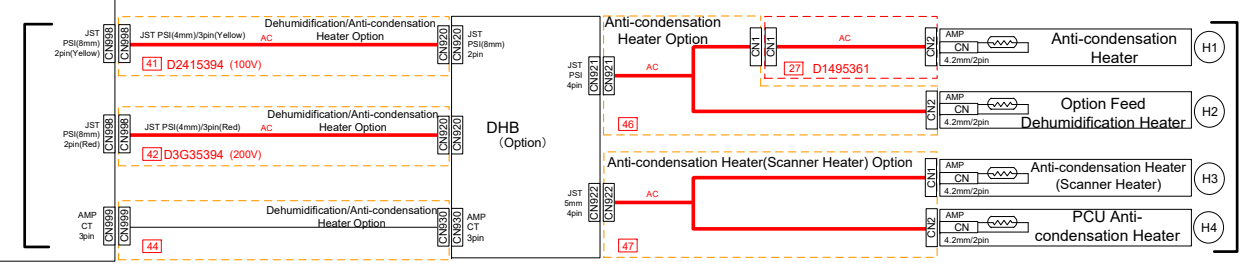 JST
PSI(8mm)
2pin(Yellow)
CN998
CN998
JST PSI(4mm)/3pin(Yellow)
AC
Dehumidification/Anti-condensation
Heater Option
41 D2415394 (100V)
CN920
CN920
JST
PSI(8mm)
2pin
JST
PSI(8mm)
2pin(Red)
CN998
CN998
JST PSI(4mm)/3pin(Red)
AC
Dehumidification/Anti-condensation
Heater Option
42 D3G35394 (200V)
CN920
CN920
AMP
CT
3pin
CN999
CN999
Dehumidification/Anti-condensation
Heater Option
44
CN930
CN930
AMP
CT
3pin
DHB
(Option)
JST
PSI
4pin
CN921
CN921
Anti-condensation
Heater Option
AC
46
CN1
CN1
AC
27 D1495361
CN2
AMP
CN
4.2mm/2pin
Anti-condensation
Heater
H1
CN2
AMP
CN
4.2mm/2pin
Option Feed
Dehumidification Heater
H2
JST
5mm
4pin
CN922
CN922
Anti-condensation Heater(Scanner Heater) Option
AC
47
CN1
AMP
CN
4.2mm/2pin
Anti-condensation Heater
(Scanner Heater)
H3
CN2
AMP
CN
4.2mm/2pin
PCU Anti-
condensation Heater
H4